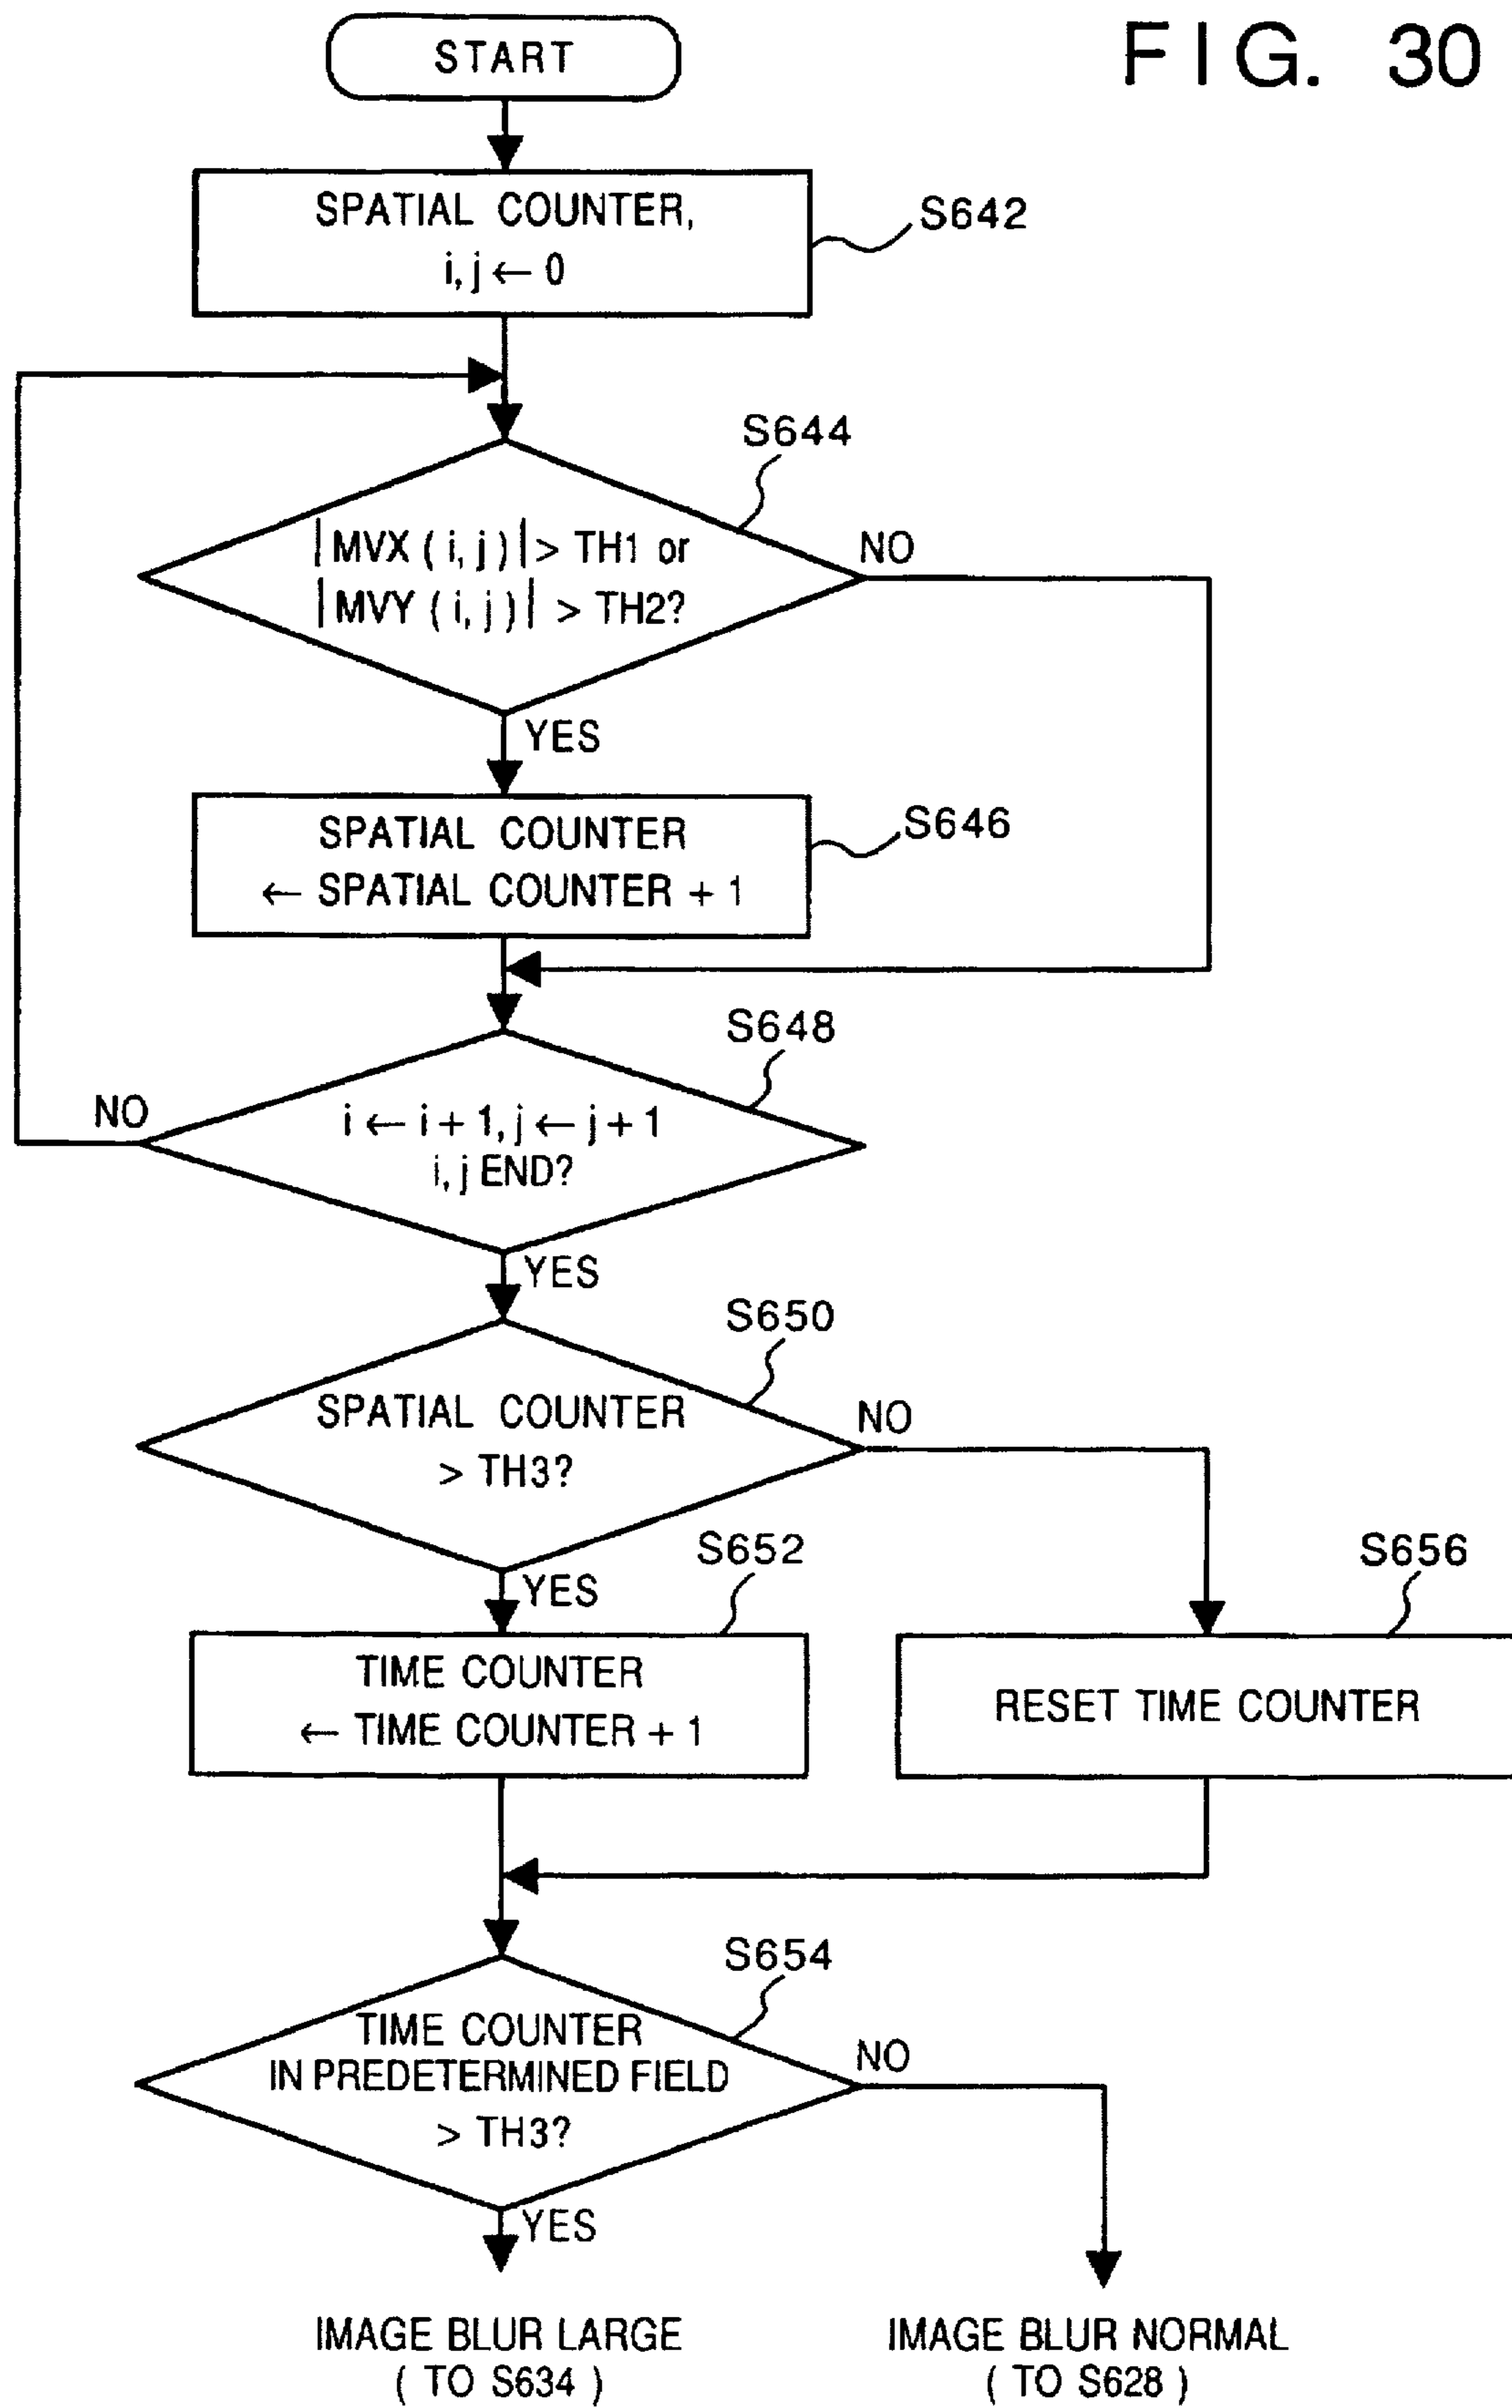 FIG. 30
START
SPATIAL COUNTER,
i, j ← 0
S642
S644
|MVX ( i, j )| > TH1 or
|MVY ( i, j )| > TH2?
NO
YES
SPATIAL COUNTER
← SPATIAL COUNTER + 1
S646
S648
NO
i ← i + 1, j ← j + 1
i, j END?
YES
S650
SPATIAL COUNTER
> TH3?
NO
YES
S652
S656
TIME COUNTER
← TIME COUNTER + 1
RESET TIME COUNTER
S654
TIME COUNTER
IN PREDETERMINED FIELD
> TH3?
NO
YES
IMAGE BLUR LARGE
( TO S634 )
IMAGE BLUR NORMAL
( TO S628 )